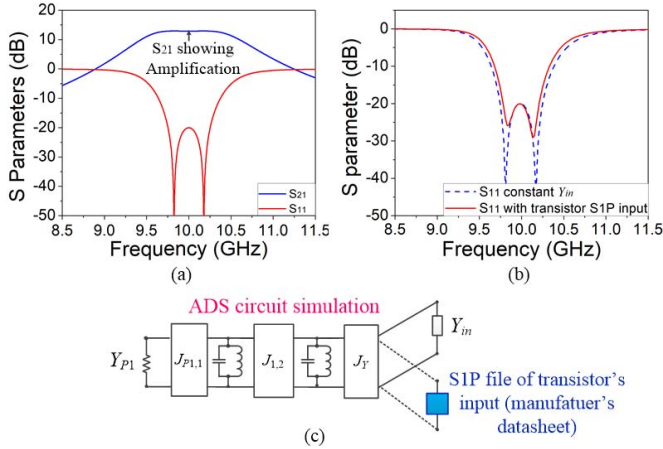 S Parameters (dB)
20
10
0
-10
-20
-30
-40
-50
S21 showing
Amplification
S21
S11
8.5 9.0 9.5 10.0 10.5 11.0 11.5
Frequency (GHz)
(a)
S parameter (dB)
0
-10
-20
-30
-40
-50
S11 constant Yin
S11 with transistor S1P input
8.5 9.0 9.5 10.0 10.5 11.0 11.5
Frequency (GHz)
(b)
ADS circuit simulation
YP1
JP1,1
J1,2
JY
Yin
S1P file of transistor's
input (manufatuer's
datasheet)
(c)